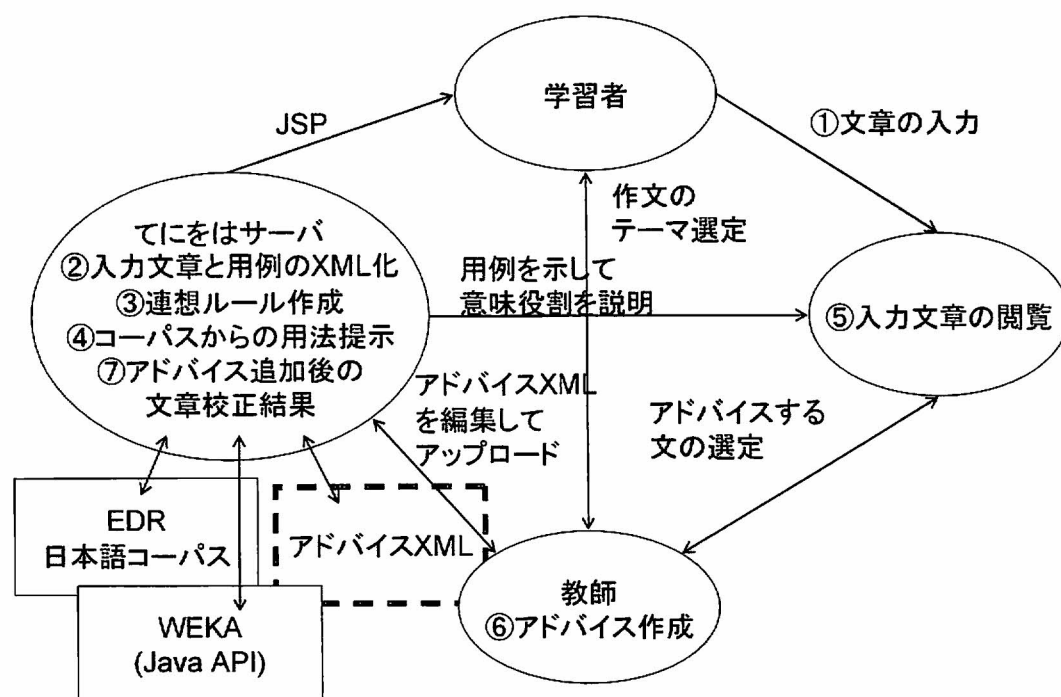 学習者
JSP
①文章の入力
作文の
テーマ選定
てにをはサーバ
②入力文章と用例のXML化
③連想ルール作成
④コーパスからの用法提示
⑦アドバイス追加後の
文章校正結果
用例を示して
意味役割を説明
⑤入力文章の閲覧
アドバイスXML
を編集して
アップロード
アドバイスする
文の選定
EDR
日本語コーパス
アドバイスXML
教師
⑥アドバイス作成
WEKA
(Java API)